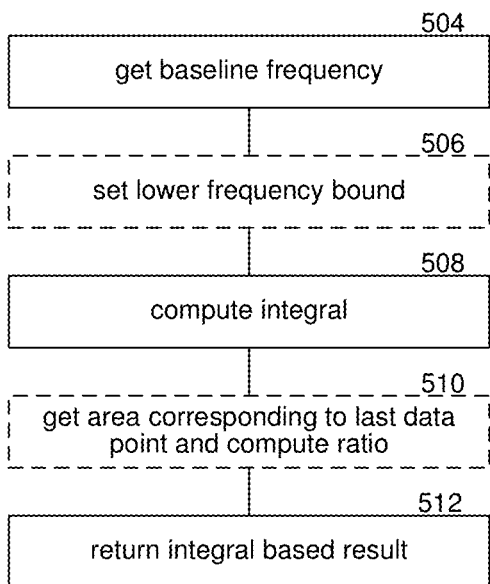 504
get baseline frequency
506
set lower frequency bound
508
compute integral
510
get area corresponding to last data
point and compute ratio
512
return integral based result